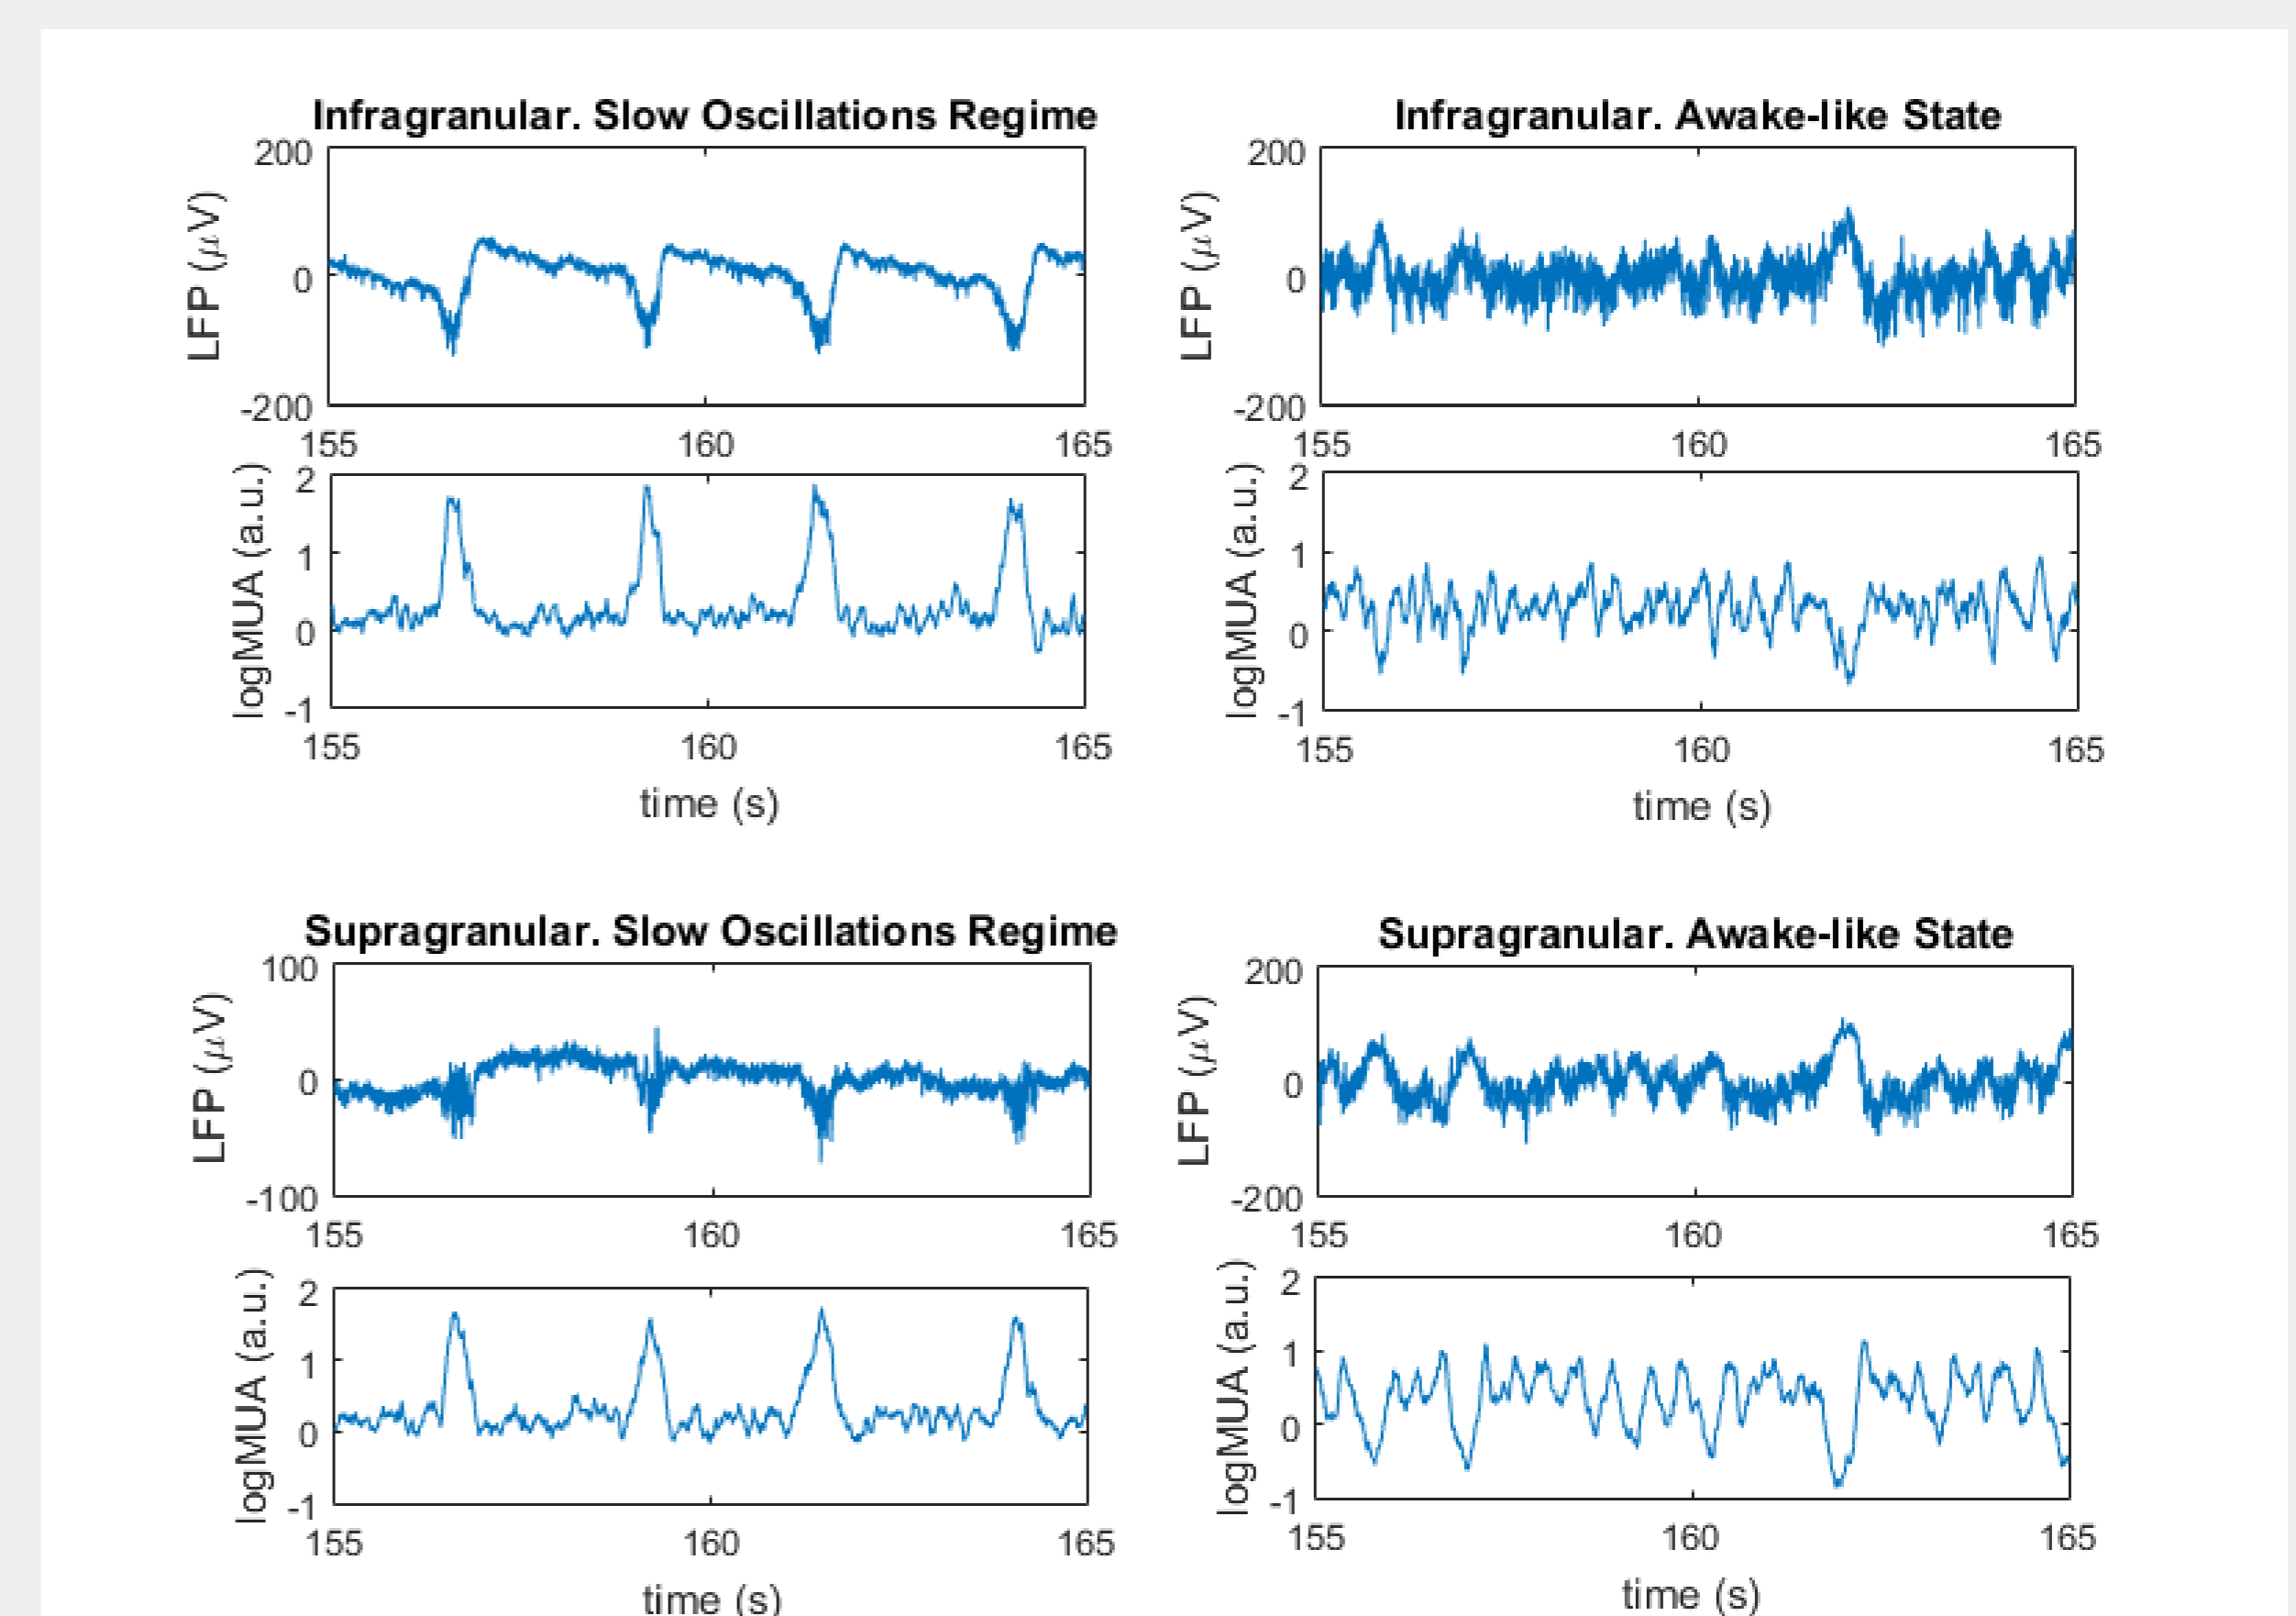 Infragranular. Slow Oscillations Regime
200
0
-200
LFP (μV)
155 160 165
2
1
0
-1
logMUA (a.u.)
155 160 165
time (s)
Infragranular. Awake-like State
200
0
-200
LFP (μV)
155 160 165
2
1
0
-1
logMUA (a.u.)
155 160 165
time (s)
Supragranular. Slow Oscillations Regime
100
0
-100
LFP (μV)
155 160 165
2
1
0
-1
logMUA (a.u.)
155 160 165
time (s)
Supragranular. Awake-like State
200
0
-200
LFP (μV)
155 160 165
2
1
0
-1
logMUA (a.u.)
155 160 165
time (s)